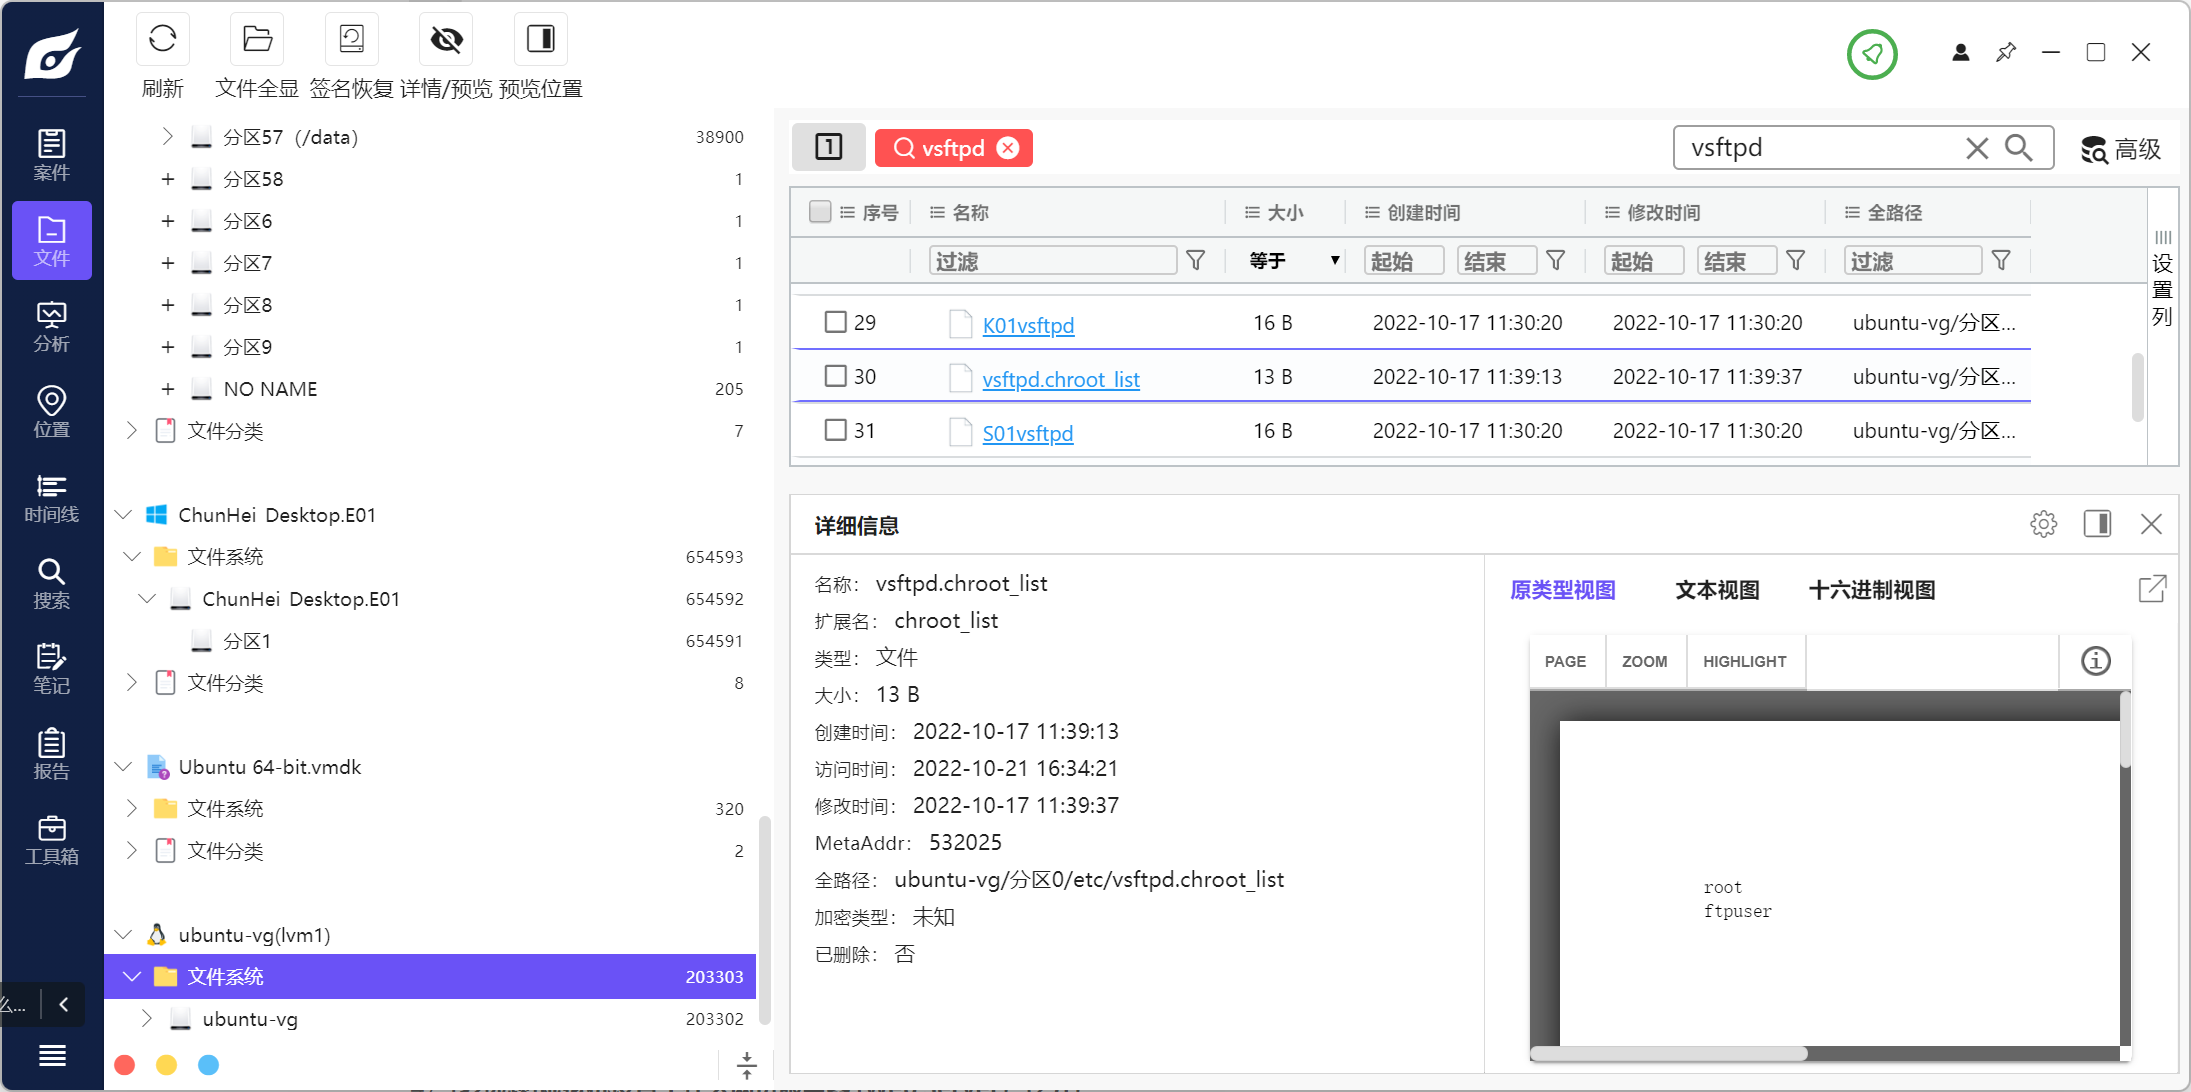 刷新
文件全显
签名恢复
详情/预览
预览位置
案件
文件
分析
位置
时间线
搜索
笔记
报告
工具箱
分区57（/data） 38900
分区58 1
分区6 1
分区7 1
分区8 1
分区9 1
NO NAME 205
文件分类 7
ChunHei Desktop.E01
文件系统 654593
ChunHei Desktop.E01 654592
分区1 654591
文件分类 8
Ubuntu 64-bit.vmdk
文件系统 320
文件分类 2
ubuntu-vg(lvm1)
文件系统 203303
ubuntu-vg 203302
1 vsftpd
vsftpd
高级
序号 名称 大小 创建时间 修改时间 全路径
过滤 等于 起始 结束 起始 结束 过滤
29 K01vsftpd 16 B 2022-10-17 11:30:20 2022-10-17 11:30:20 ubuntu-vg/分区...
30 vsftpd.chroot_list 13 B 2022-10-17 11:39:13 2022-10-17 11:39:37 ubuntu-vg/分区...
31 S01vsftpd 16 B 2022-10-17 11:30:20 2022-10-17 11:30:20 ubuntu-vg/分区...
设置列
详细信息
名称： vsftpd.chroot_list
扩展名： chroot_list
类型： 文件
大小： 13 B
创建时间： 2022-10-17 11:39:13
访问时间： 2022-10-21 16:34:21
修改时间： 2022-10-17 11:39:37
MetaAddr： 532025
全路径： ubuntu-vg/分区0/etc/vsftpd.chroot_list
加密类型： 未知
已删除： 否
原类型视图 文本视图 十六进制视图
PAGE ZOOM HIGHLIGHT
root
ftpuser